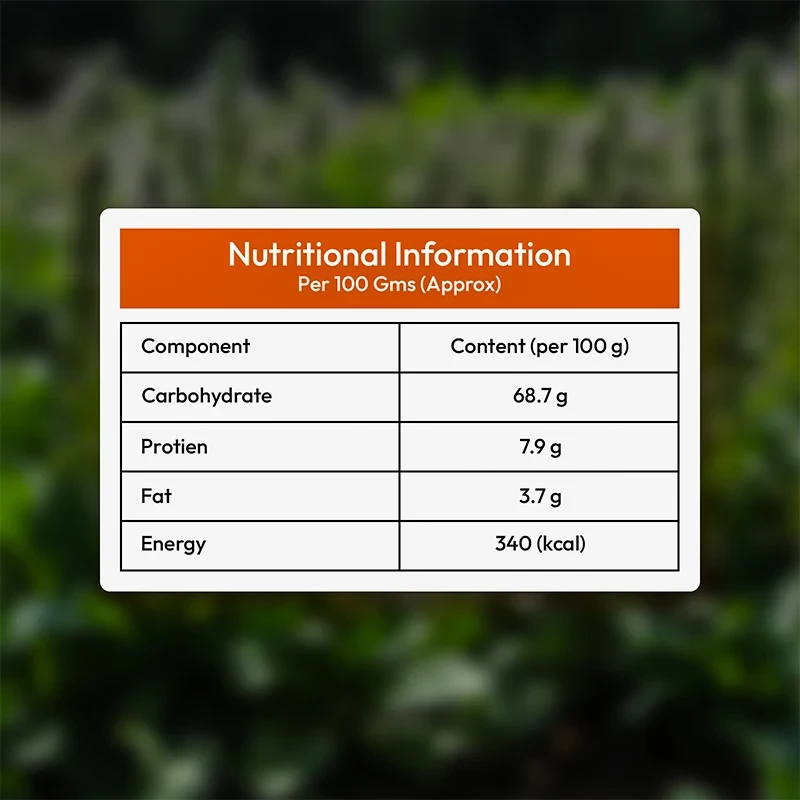 Nutritional Information
Per 100 Gms (Approx)
Component Content (per 100 g)
Carbohydrate 68.7 g
Protien 7.9 g
Fat 3.7 g
Energy 340 (kcal)